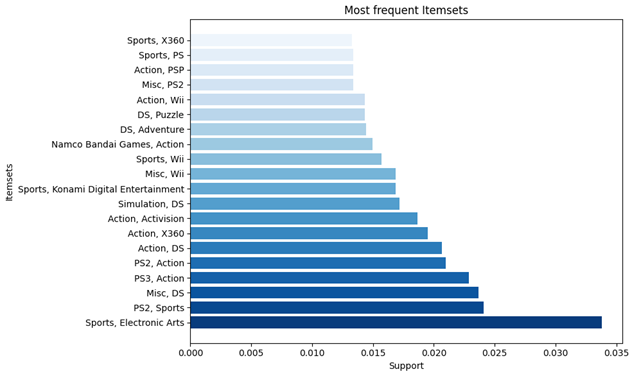 Most frequent Itemsets
Itemsets
Sports, X360
Sports, PS
Action, PSP
Misc, PS2
Action, Wii
DS, Puzzle
DS, Adventure
Namco Bandai Games, Action
Sports, Wii
Misc, Wii
Sports, Konami Digital Entertainment
Simulation, DS
Action, Activision
Action, X360
Action, DS
PS2, Action
PS3, Action
Misc, DS
PS2, Sports
Sports, Electronic Arts
0.000 0.005 0.010 0.015 0.020 0.025 0.030 0.035
Support